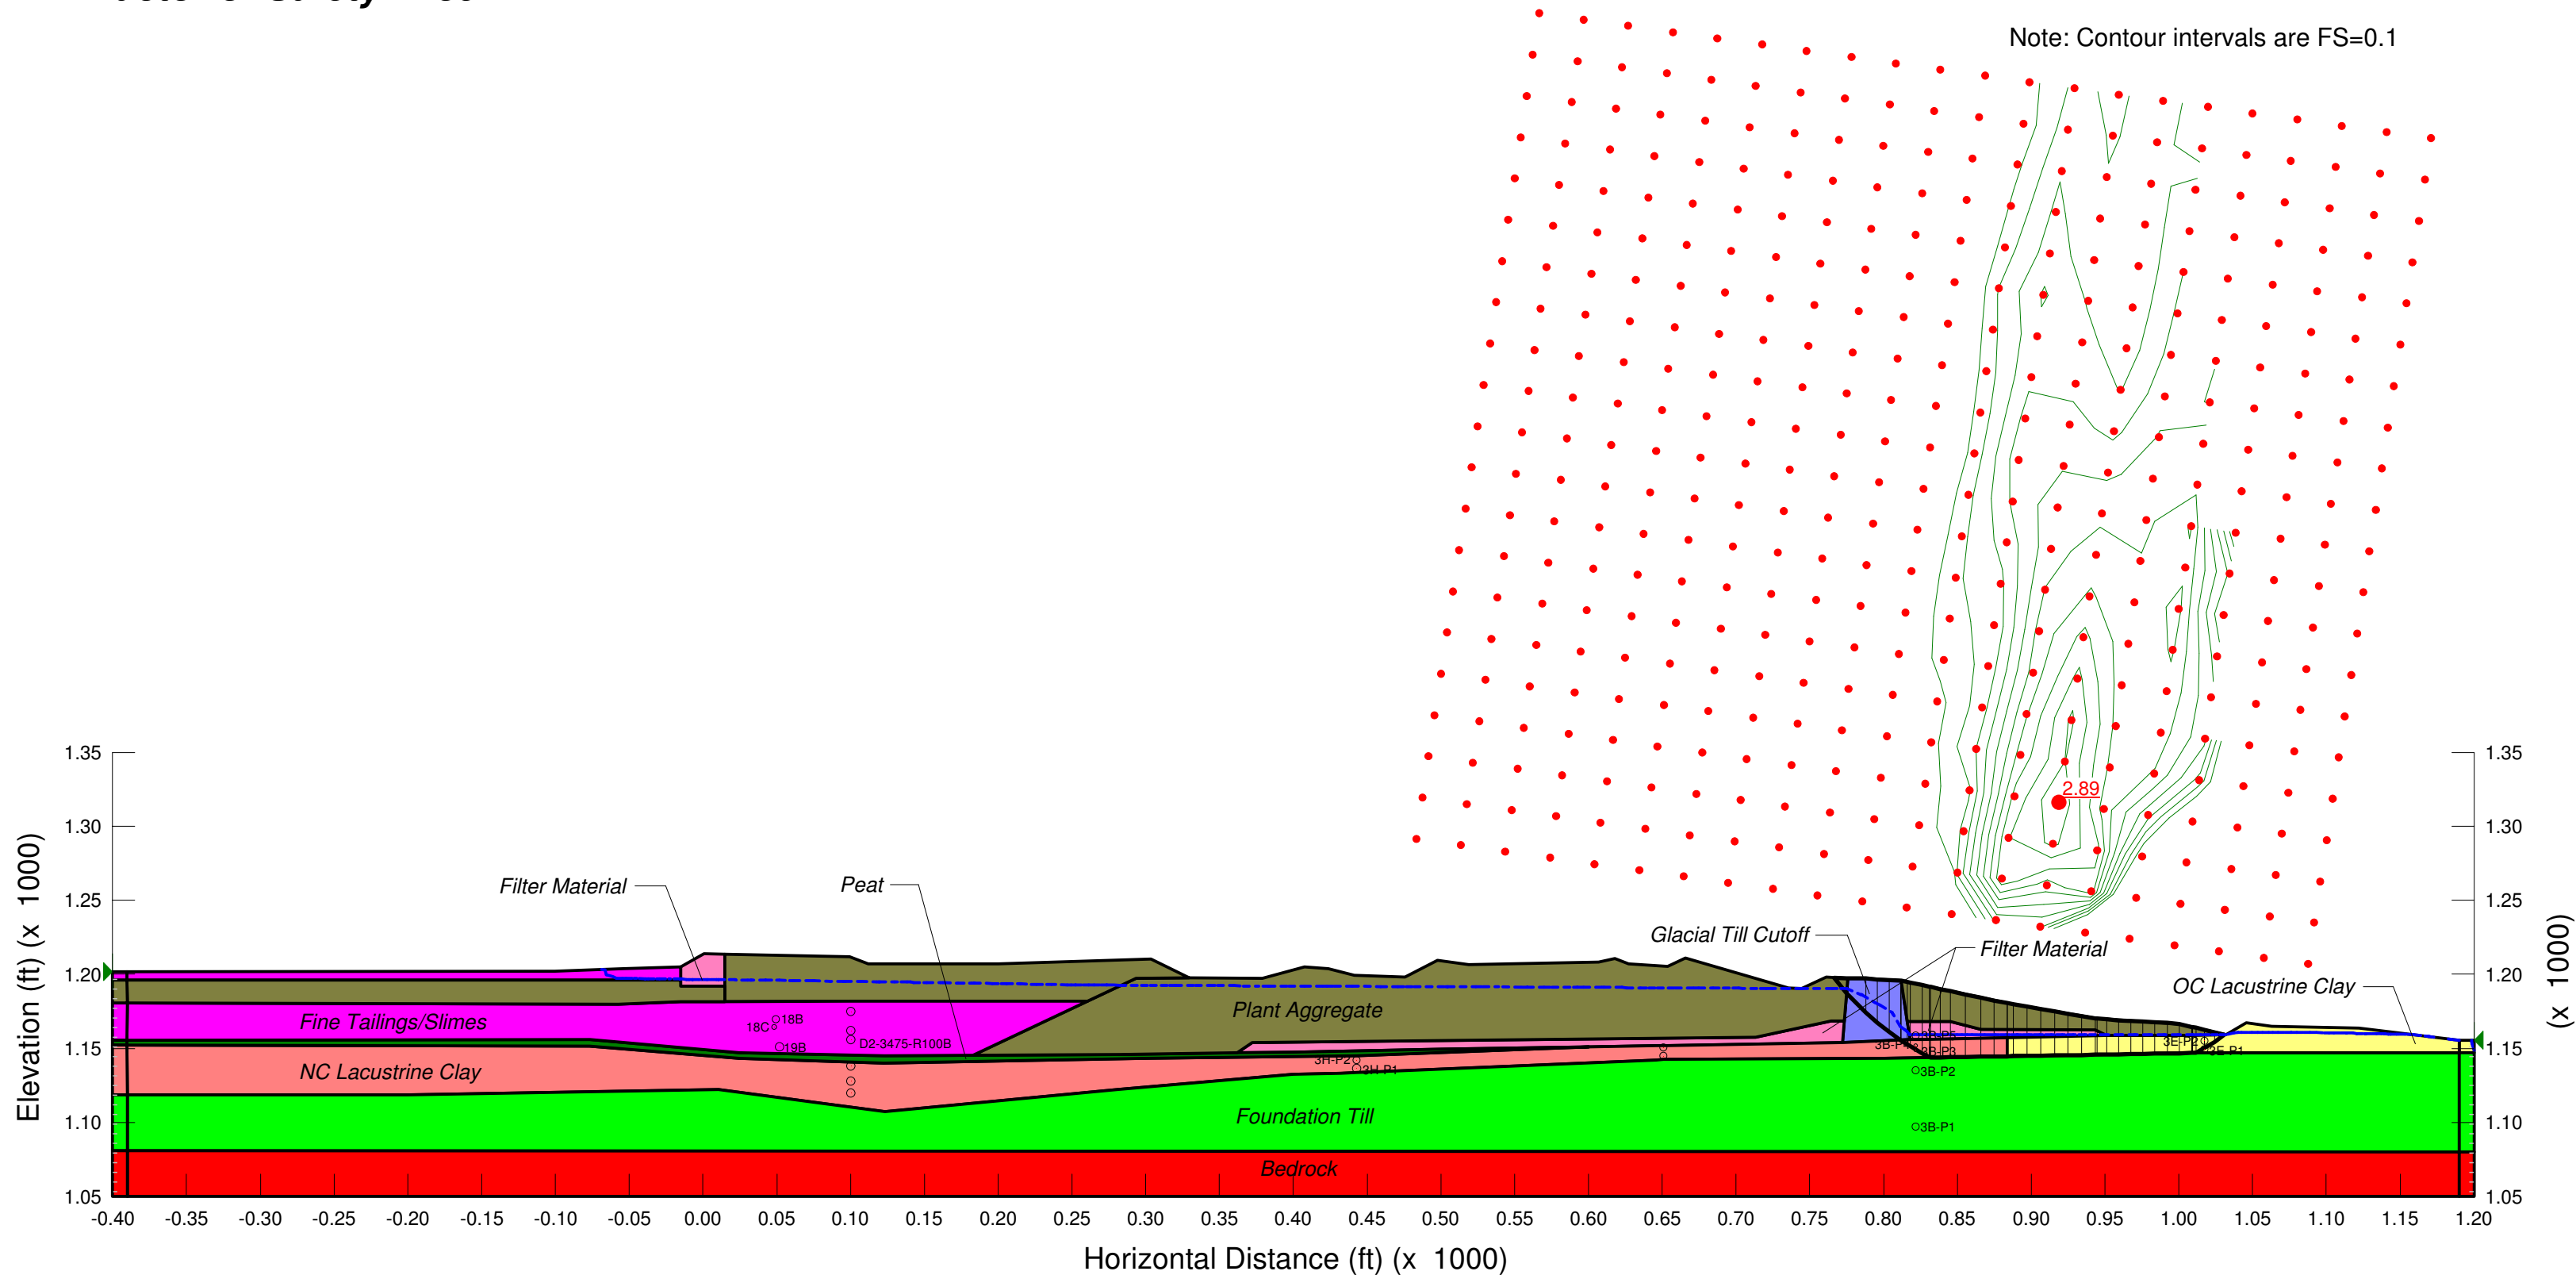 Note: Contour intervals are FS=0.1
2.89
1.35
1.30
1.25
1.20
1.15
1.10
1.05
Elevation (ft) (x 1000)
Filter Material
Peat
Glacial Till Cutoff
Filter Material
OC Lacustrine Clay
Plant Aggregate
Fine Tailings/Slimes
18B
18C
19B
D2-3475-R100B
NC Lacustrine Clay
3H-P2
3H-P1
3B-P3
3B-P2
3B-P1
3E-P2
3E-P1
Foundation Till
Bedrock
1.35
1.30
1.25
1.20
1.15
1.10
1.05
(x 1000)
-0.40 -0.35 -0.30 -0.25 -0.20 -0.15 -0.10 -0.05 0.00 0.05 0.10 0.15 0.20 0.25 0.30 0.35 0.40 0.45 0.50 0.55 0.60 0.65 0.70 0.75 0.80 0.85 0.90 0.95 1.00 1.05 1.10 1.15 1.20
Horizontal Distance (ft) (x 1000)